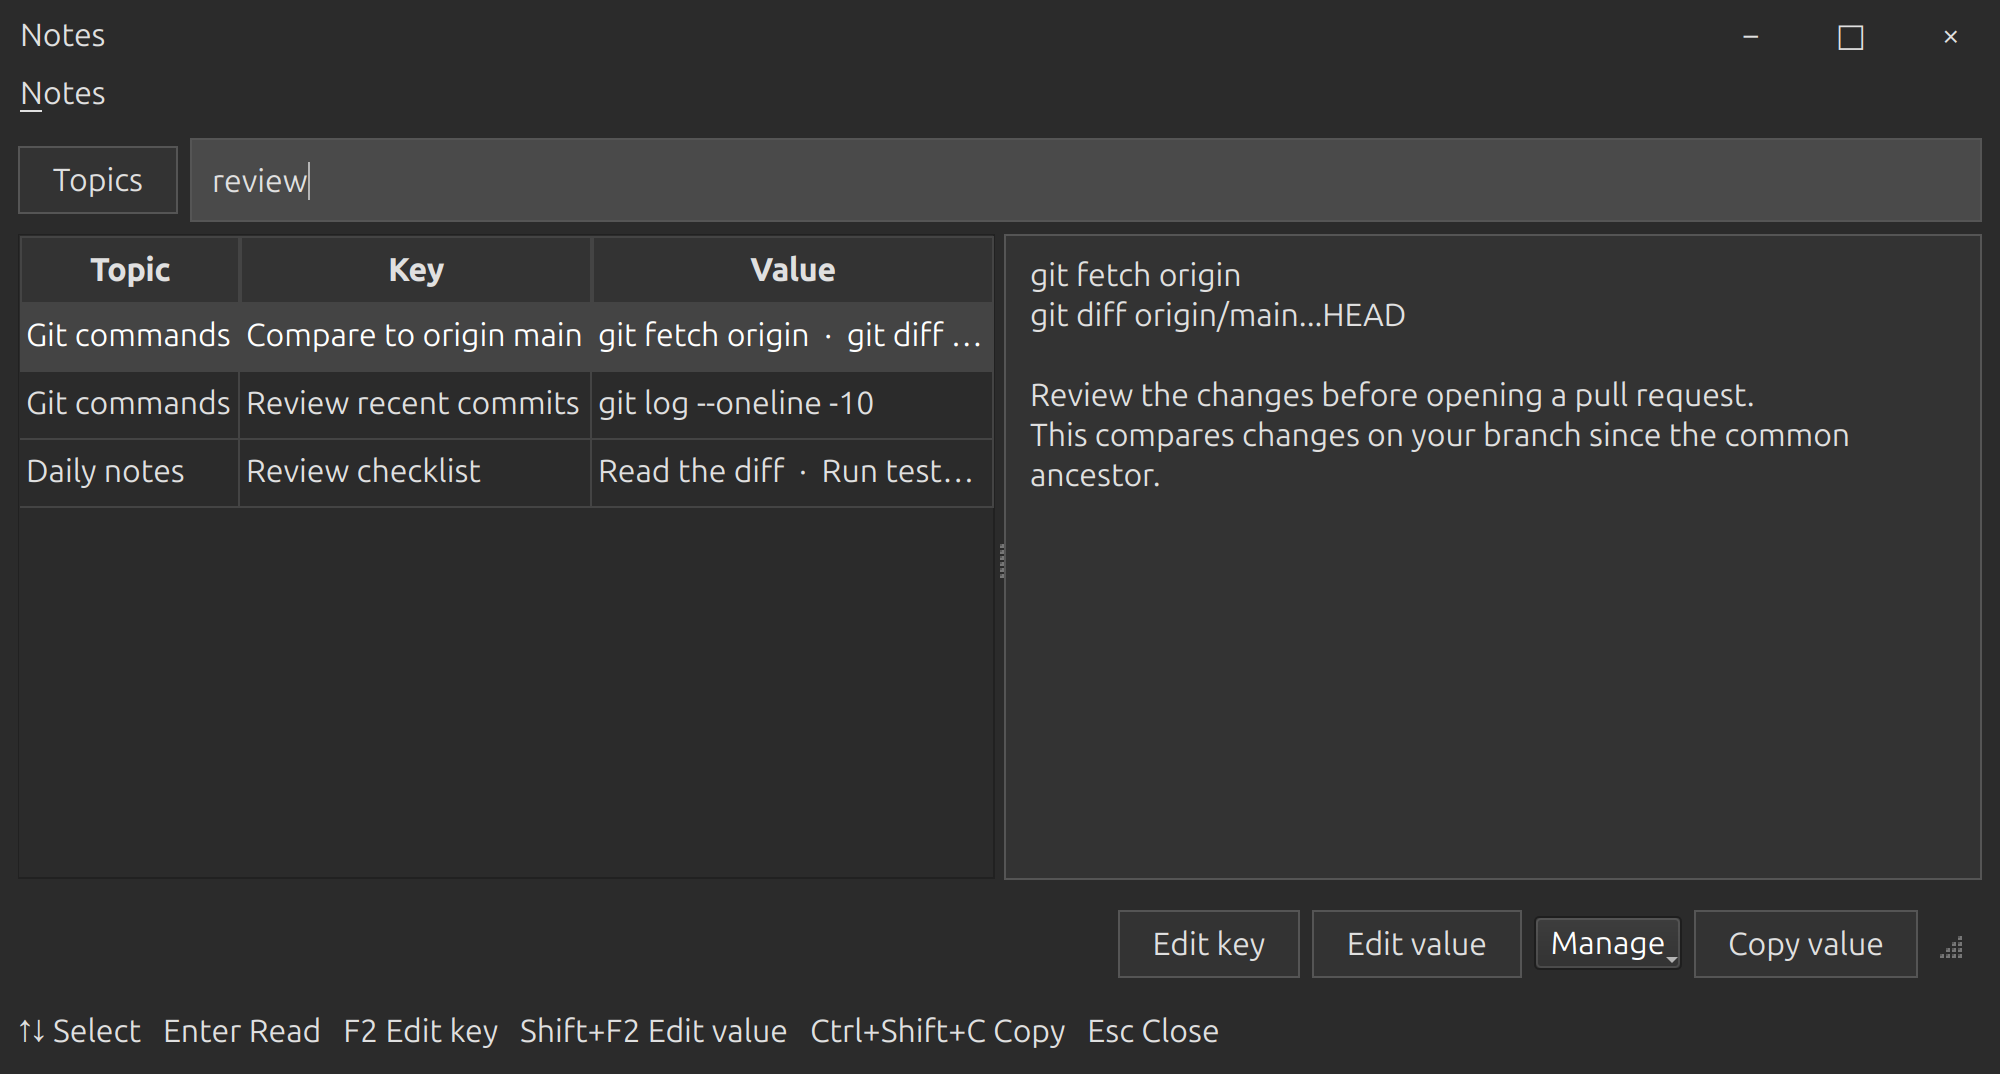 Notes
Notes
Topics review
Topic Key Value
Git commands Compare to origin main git fetch origin · git diff …
Git commands Review recent commits git log --oneline -10
Daily notes Review checklist Read the diff · Run test…
git fetch origin
git diff origin/main...HEAD
Review the changes before opening a pull request.
This compares changes on your branch since the common
ancestor.
Edit key Edit value Manage Copy value
↑↓ Select Enter Read F2 Edit key Shift+F2 Edit value Ctrl+Shift+C Copy Esc Close